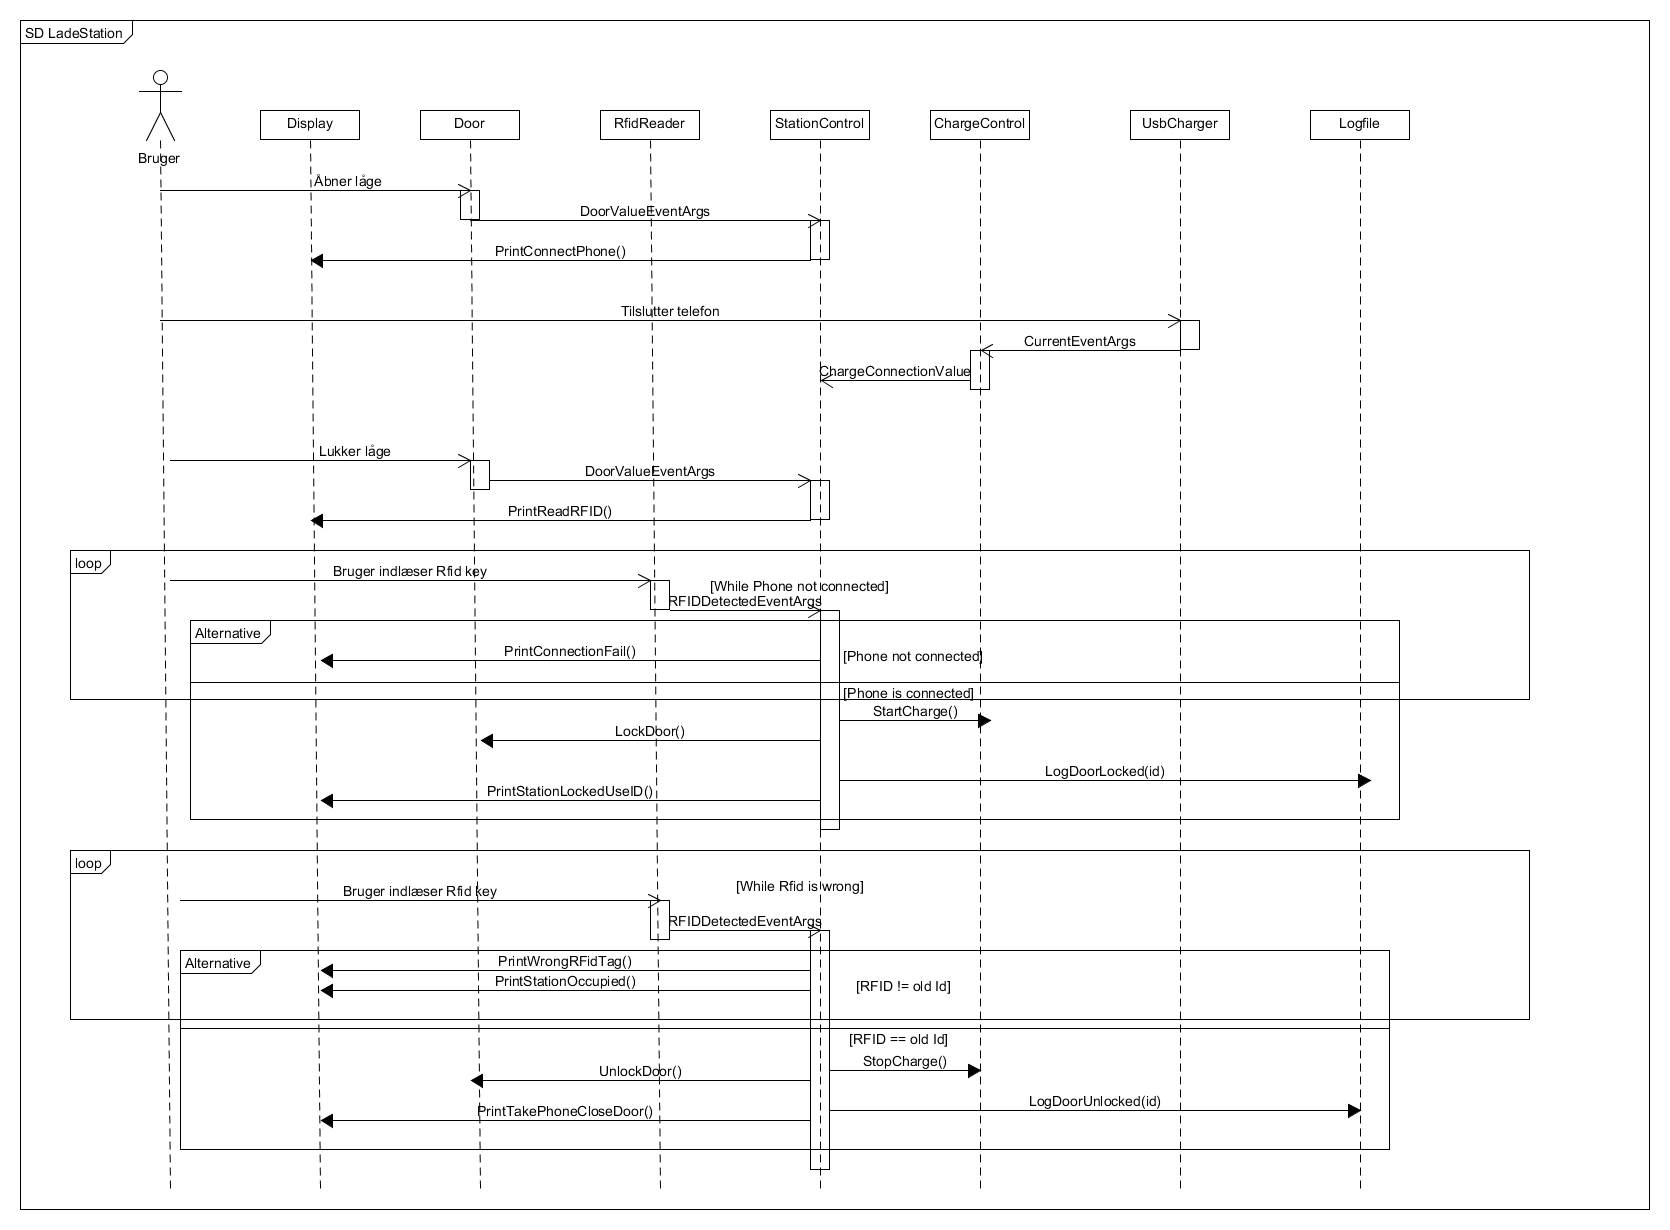 SD LadeStation
Bruger
Display
Door
RfidReader
StationControl
ChargeControl
UsbCharger
Logfile
Åbner låge
DoorValueEventArgs
PrintConnectPhone()
Tilslutter telefon
CurrentEventArgs
ChargeConnectionValue
Lukker låge
DoorValueEventArgs
PrintReadRFID()
loop
Bruger indlæser Rfid key
[While Phone not connected]
RFIDDetectedEventArgs
Alternative
PrintConnectionFail()
[Phone not connected]
[Phone is connected]
StartCharge()
LockDoor()
LogDoorLocked(id)
PrintStationLockedUseID()
loop
Bruger indlæser Rfid key
[While Rfid is wrong]
RFIDDetectedEventArgs
Alternative
PrintWrongRFidTag()
PrintStationOccupied()
[RFID != old Id]
[RFID == old Id]
StopCharge()
UnlockDoor()
LogDoorUnlocked(id)
PrintTakePhoneCloseDoor()